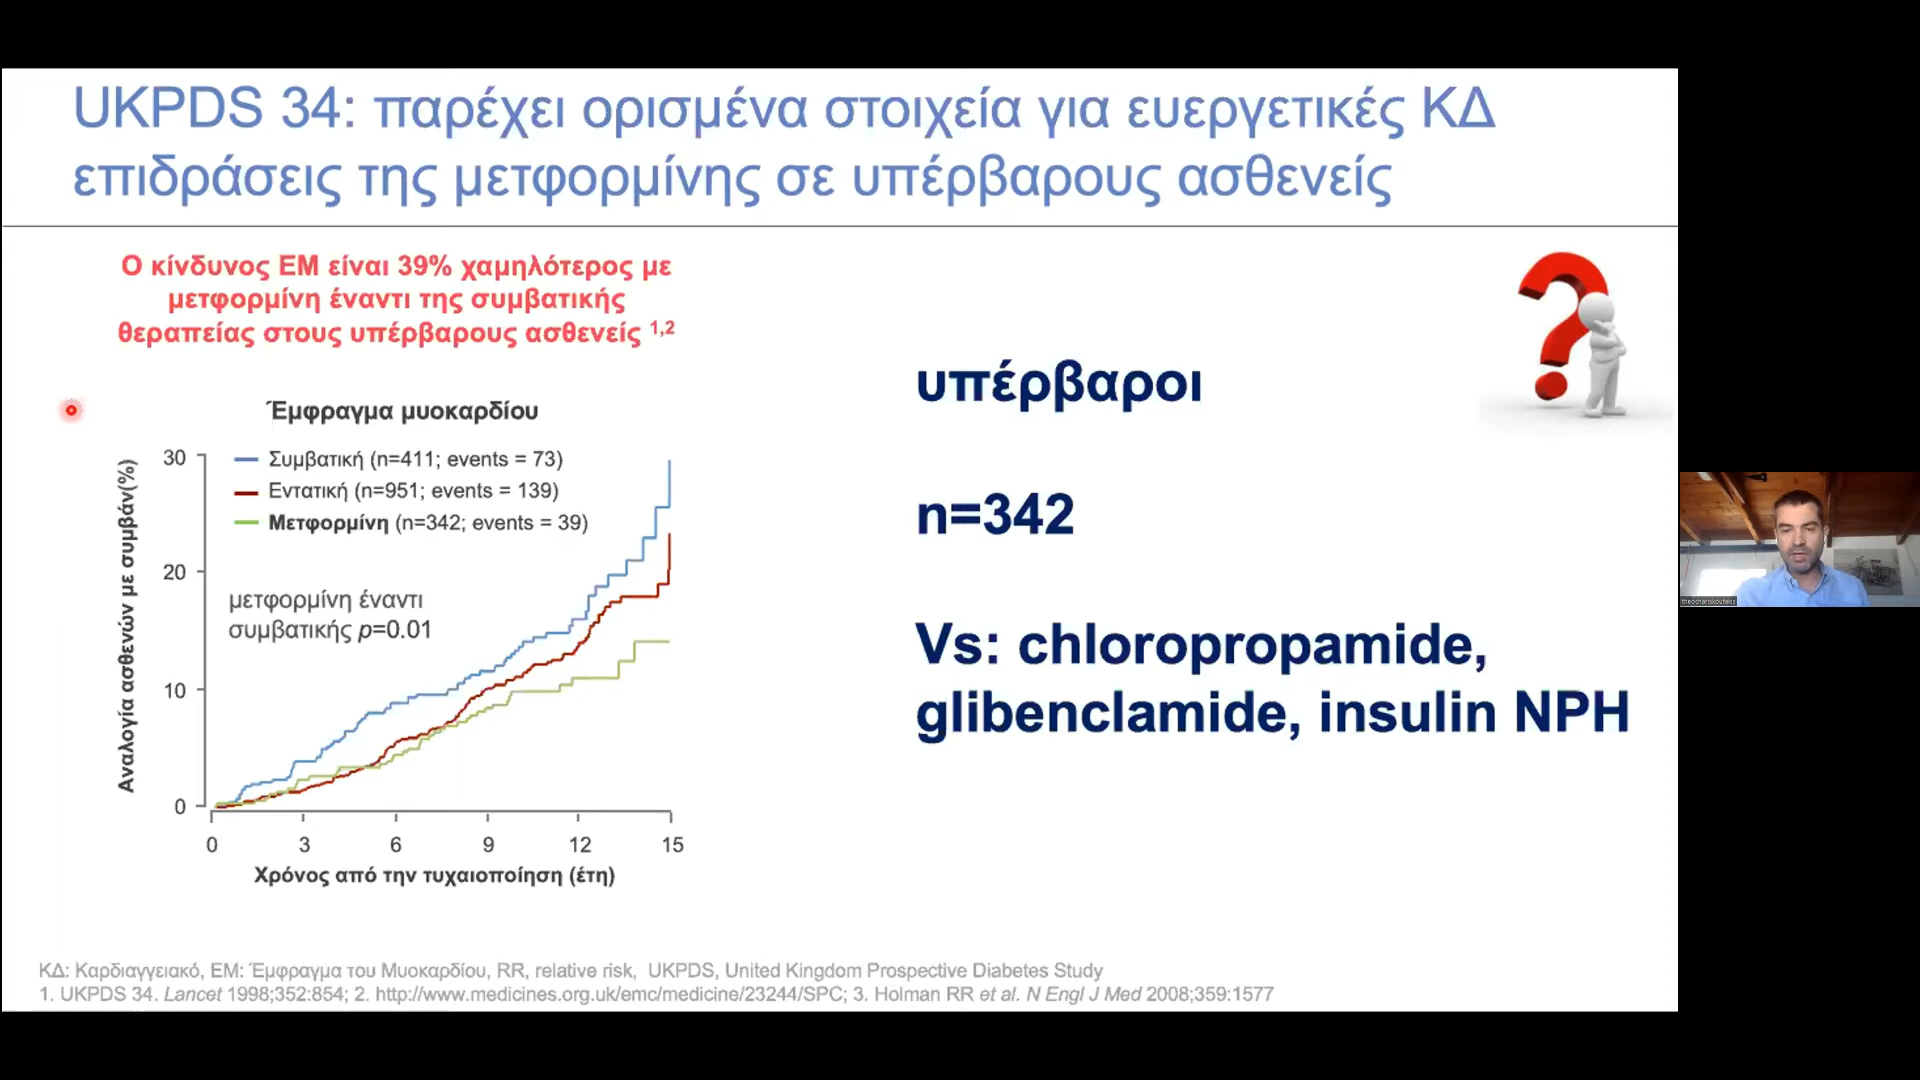 UKPDS 34: παρέχει ορισμένα στοιχεία για ευεργετικές ΚΔ
επιδράσεις της μετφορμίνης σε υπέρβαρους ασθενείς
Ο κίνδυνος ΕΜ είναι 39% χαμηλότερος με
μετφορμίνη έναντι της συμβατικής
θεραπείας στους υπέρβαρους ασθενείς 1,2
Έμφραγμα μυοκαρδίου
Συμβατική (n=411; events = 73)
Εντατική (n=951; events = 139)
Μετφορμίνη (n=342; events = 39)
μετφορμίνη έναντι
συμβατικής p=0.01
Αναλογία ασθενών με συμβάν(%)
30
20
10
0
0 3 6 9 12 15
Χρόνος από την τυχαιοποίηση (έτη)
υπέρβαροι
n=342
Vs: chloropropamide,
glibenclamide, insulin NPH
theochariskoufakis
ΚΔ: Καρδιαγγειακό, ΕΜ: Έμφραγμα του Μυοκαρδίου, RR, relative risk, UKPDS, United Kingdom Prospective Diabetes Study
1. UKPDS 34. Lancet 1998;352:854; 2. http://www.medicines.org.uk/emc/medicine/23244/SPC; 3. Holman RR et al. N Engl J Med 2008;359:1577